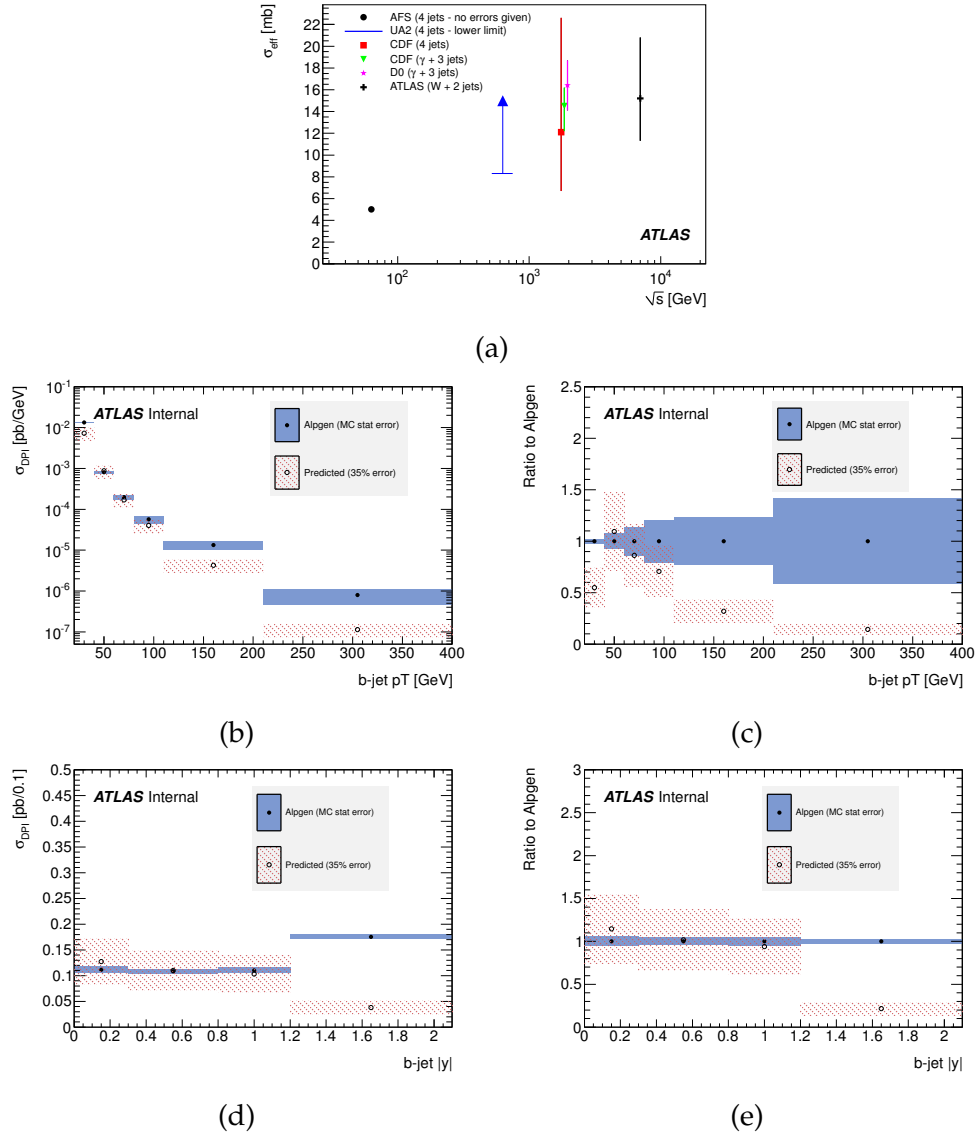 σeff [mb]
22
20
18
16
14
12
10
8
6
4
2
0
AFS (4 jets - no errors given)
UA2 (4 jets - lower limit)
CDF (4 jets)
CDF (γ + 3 jets)
D0 (γ + 3 jets)
ATLAS (W + 2 jets)
ATLAS
10²
10³
10⁴
√s [GeV]
(a)
σDPI [pb/GeV]
10⁻¹
10⁻²
10⁻³
10⁻⁴
10⁻⁵
10⁻⁶
10⁻⁷
ATLAS Internal
Alpgen (MC stat error)
Predicted (35% error)
50 100 150 200 250 300 350 400
b-jet pT [GeV]
(b)
Ratio to Alpgen
2.5
2
1.5
1
0.5
0
ATLAS Internal
Alpgen (MC stat error)
Predicted (35% error)
50 100 150 200 250 300 350 400
b-jet pT [GeV]
(c)
σDPI [pb/0.1]
0.5
0.45
0.4
0.35
0.3
0.25
0.2
0.15
0.1
0.05
0
ATLAS Internal
Alpgen (MC stat error)
Predicted (35% error)
0 0.2 0.4 0.6 0.8 1 1.2 1.4 1.6 1.8 2
b-jet |y|
(d)
Ratio to Alpgen
3
2.5
2
1.5
1
0.5
0
ATLAS Internal
Alpgen (MC stat error)
Predicted (35% error)
0 0.2 0.4 0.6 0.8 1 1.2 1.4 1.6 1.8 2
b-jet |y|
(e)